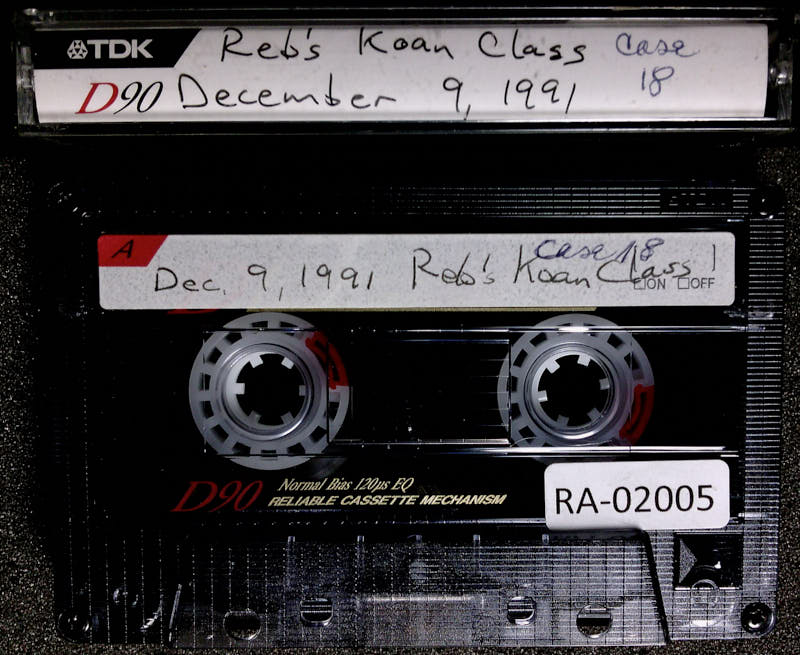 TDK Reb's Koan Class Case 18
D90 December 9, 1991
A Dec. 9, 1991 Reb's Koan Class Case 18
ON OFF
D90 Normal Bias 120µs EQ
RELIABLE CASSETTE MECHANISM
RA-02005